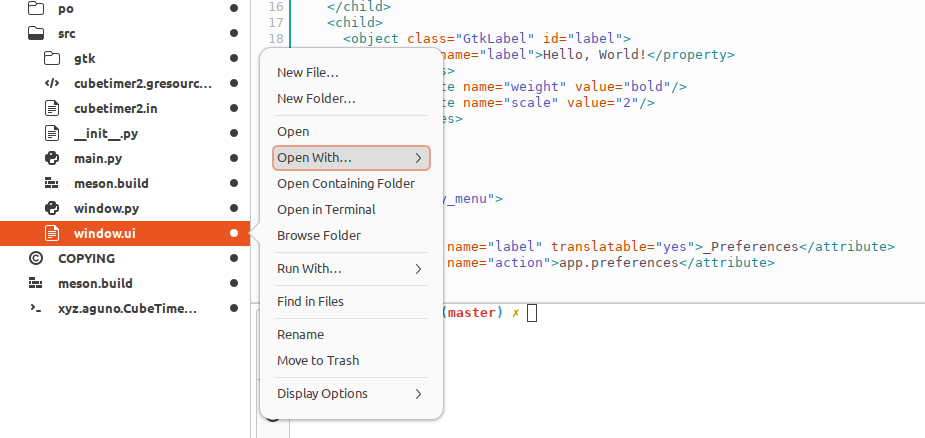 po
src
gtk
cubetimer2.gresourc...
cubetimer2.in
__init__.py
main.py
meson.build
window.py
window.ui
COPYING
meson.build
xyz.aguno.CubeTime...
16 </child>
17 <child>
18 <object class="GtkLabel" id="label">
name="label">Hello, World!</property>
s>
te name="weight" value="bold"/>
te name="scale" value="2"/>
es>
y_menu">
name="label" translatable="yes">_Preferences</attribute>
name="action">app.preferences</attribute>
New File...
New Folder...
Open
Open With...
Open Containing Folder
Open in Terminal
Browse Folder
Run With...
Find in Files
Rename
Move to Trash
Display Options
(master) ✗